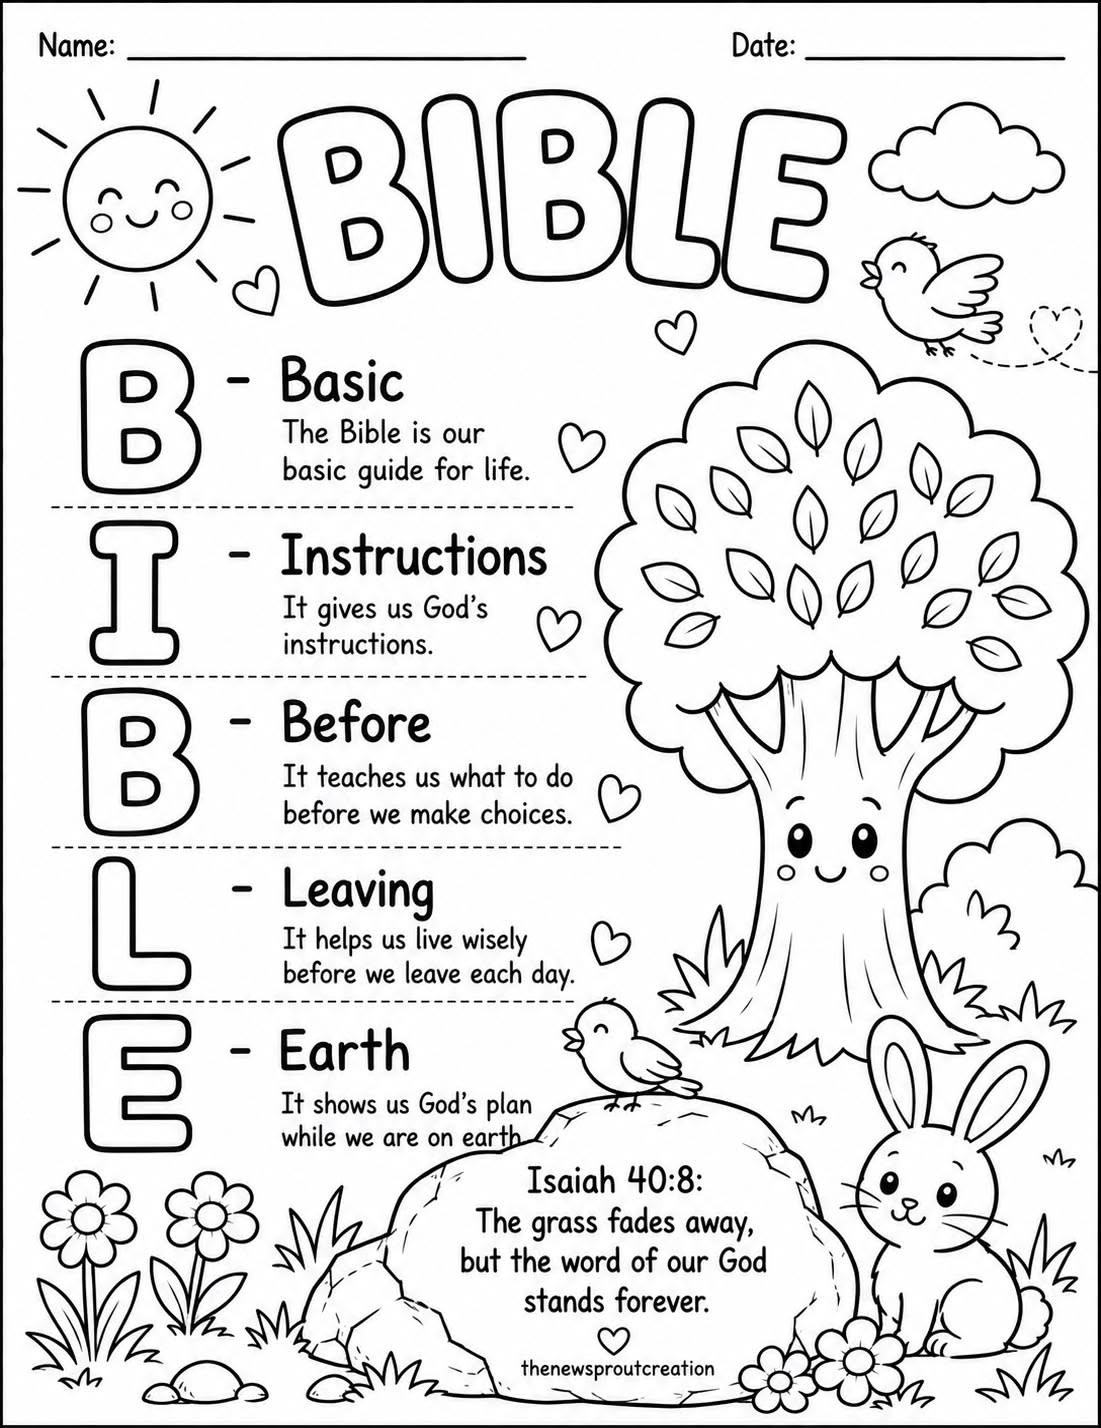 Name:
Date:
BIBLE
B - Basic
The Bible is our
basic guide for life.
I - Instructions
It gives us God's
instructions.
B - Before
It teaches us what to do
before we make choices.
L - Leaving
It helps us live wisely
before we leave each day.
E - Earth
It shows us God's plan
while we are on earth.
Isaiah 40:8:
The grass fades away,
but the word of our God
stands forever.
thenewsproutcreation